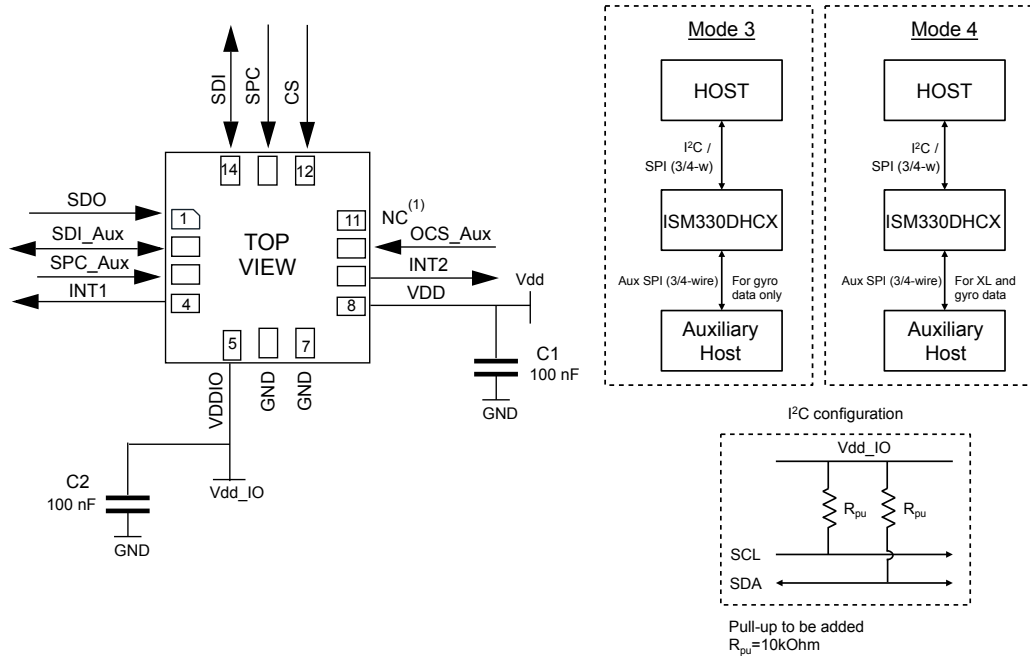 SDI
SPC
CS
14
12
SDO
SDI_Aux
SPC_Aux
INT1
1
4
TOP
VIEW
11
8
NC(1)
OCS_Aux
INT2
VDD
Vdd
5
7
VDDIO
GND
GND
C1
100 nF
GND
C2
100 nF
GND
Vdd_IO
Mode 3
HOST
I²C /
SPI (3/4-w)
ISM330DHCX
Aux SPI (3/4-wire)
For gyro
data only
Auxiliary
Host
Mode 4
HOST
I²C /
SPI (3/4-w)
ISM330DHCX
Aux SPI (3/4-wire)
For XL and
gyro data
Auxiliary
Host
I²C configuration
Vdd_IO
Rpu
Rpu
SCL
SDA
Pull-up to be added
Rpu=10kOhm